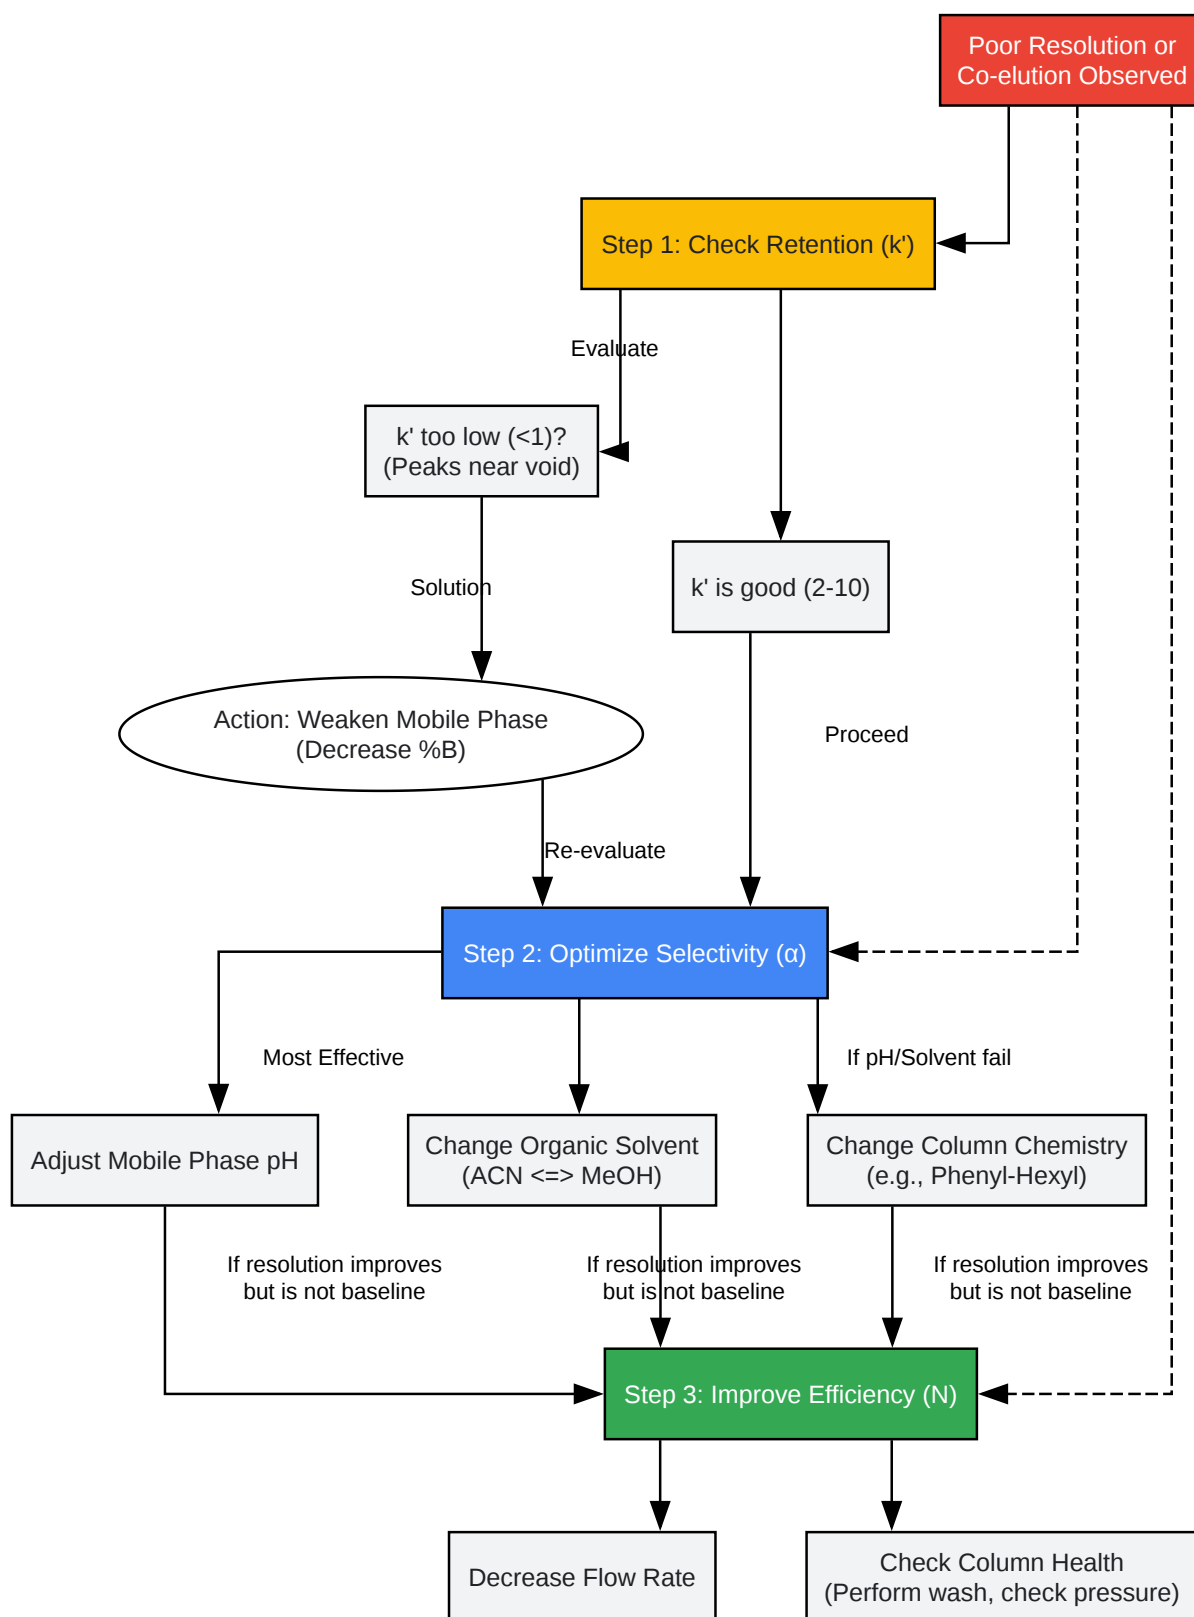 Poor Resolution or
Co-elution Observed
Step 1: Check Retention (k')
Evaluate
k' too low (<1)?
(Peaks near void)
Solution
k' is good (2-10)
Action: Weaken Mobile Phase
(Decrease %B)
Proceed
Re-evaluate
Step 2: Optimize Selectivity (α)
Most Effective
If pH/Solvent fail
Adjust Mobile Phase pH
Change Organic Solvent
(ACN <=> MeOH)
Change Column Chemistry
(e.g., Phenyl-Hexyl)
If resolution improves
but is not baseline
If resolution improves
but is not baseline
If resolution improves
but is not baseline
Step 3: Improve Efficiency (N)
Decrease Flow Rate
Check Column Health
(Perform wash, check pressure)